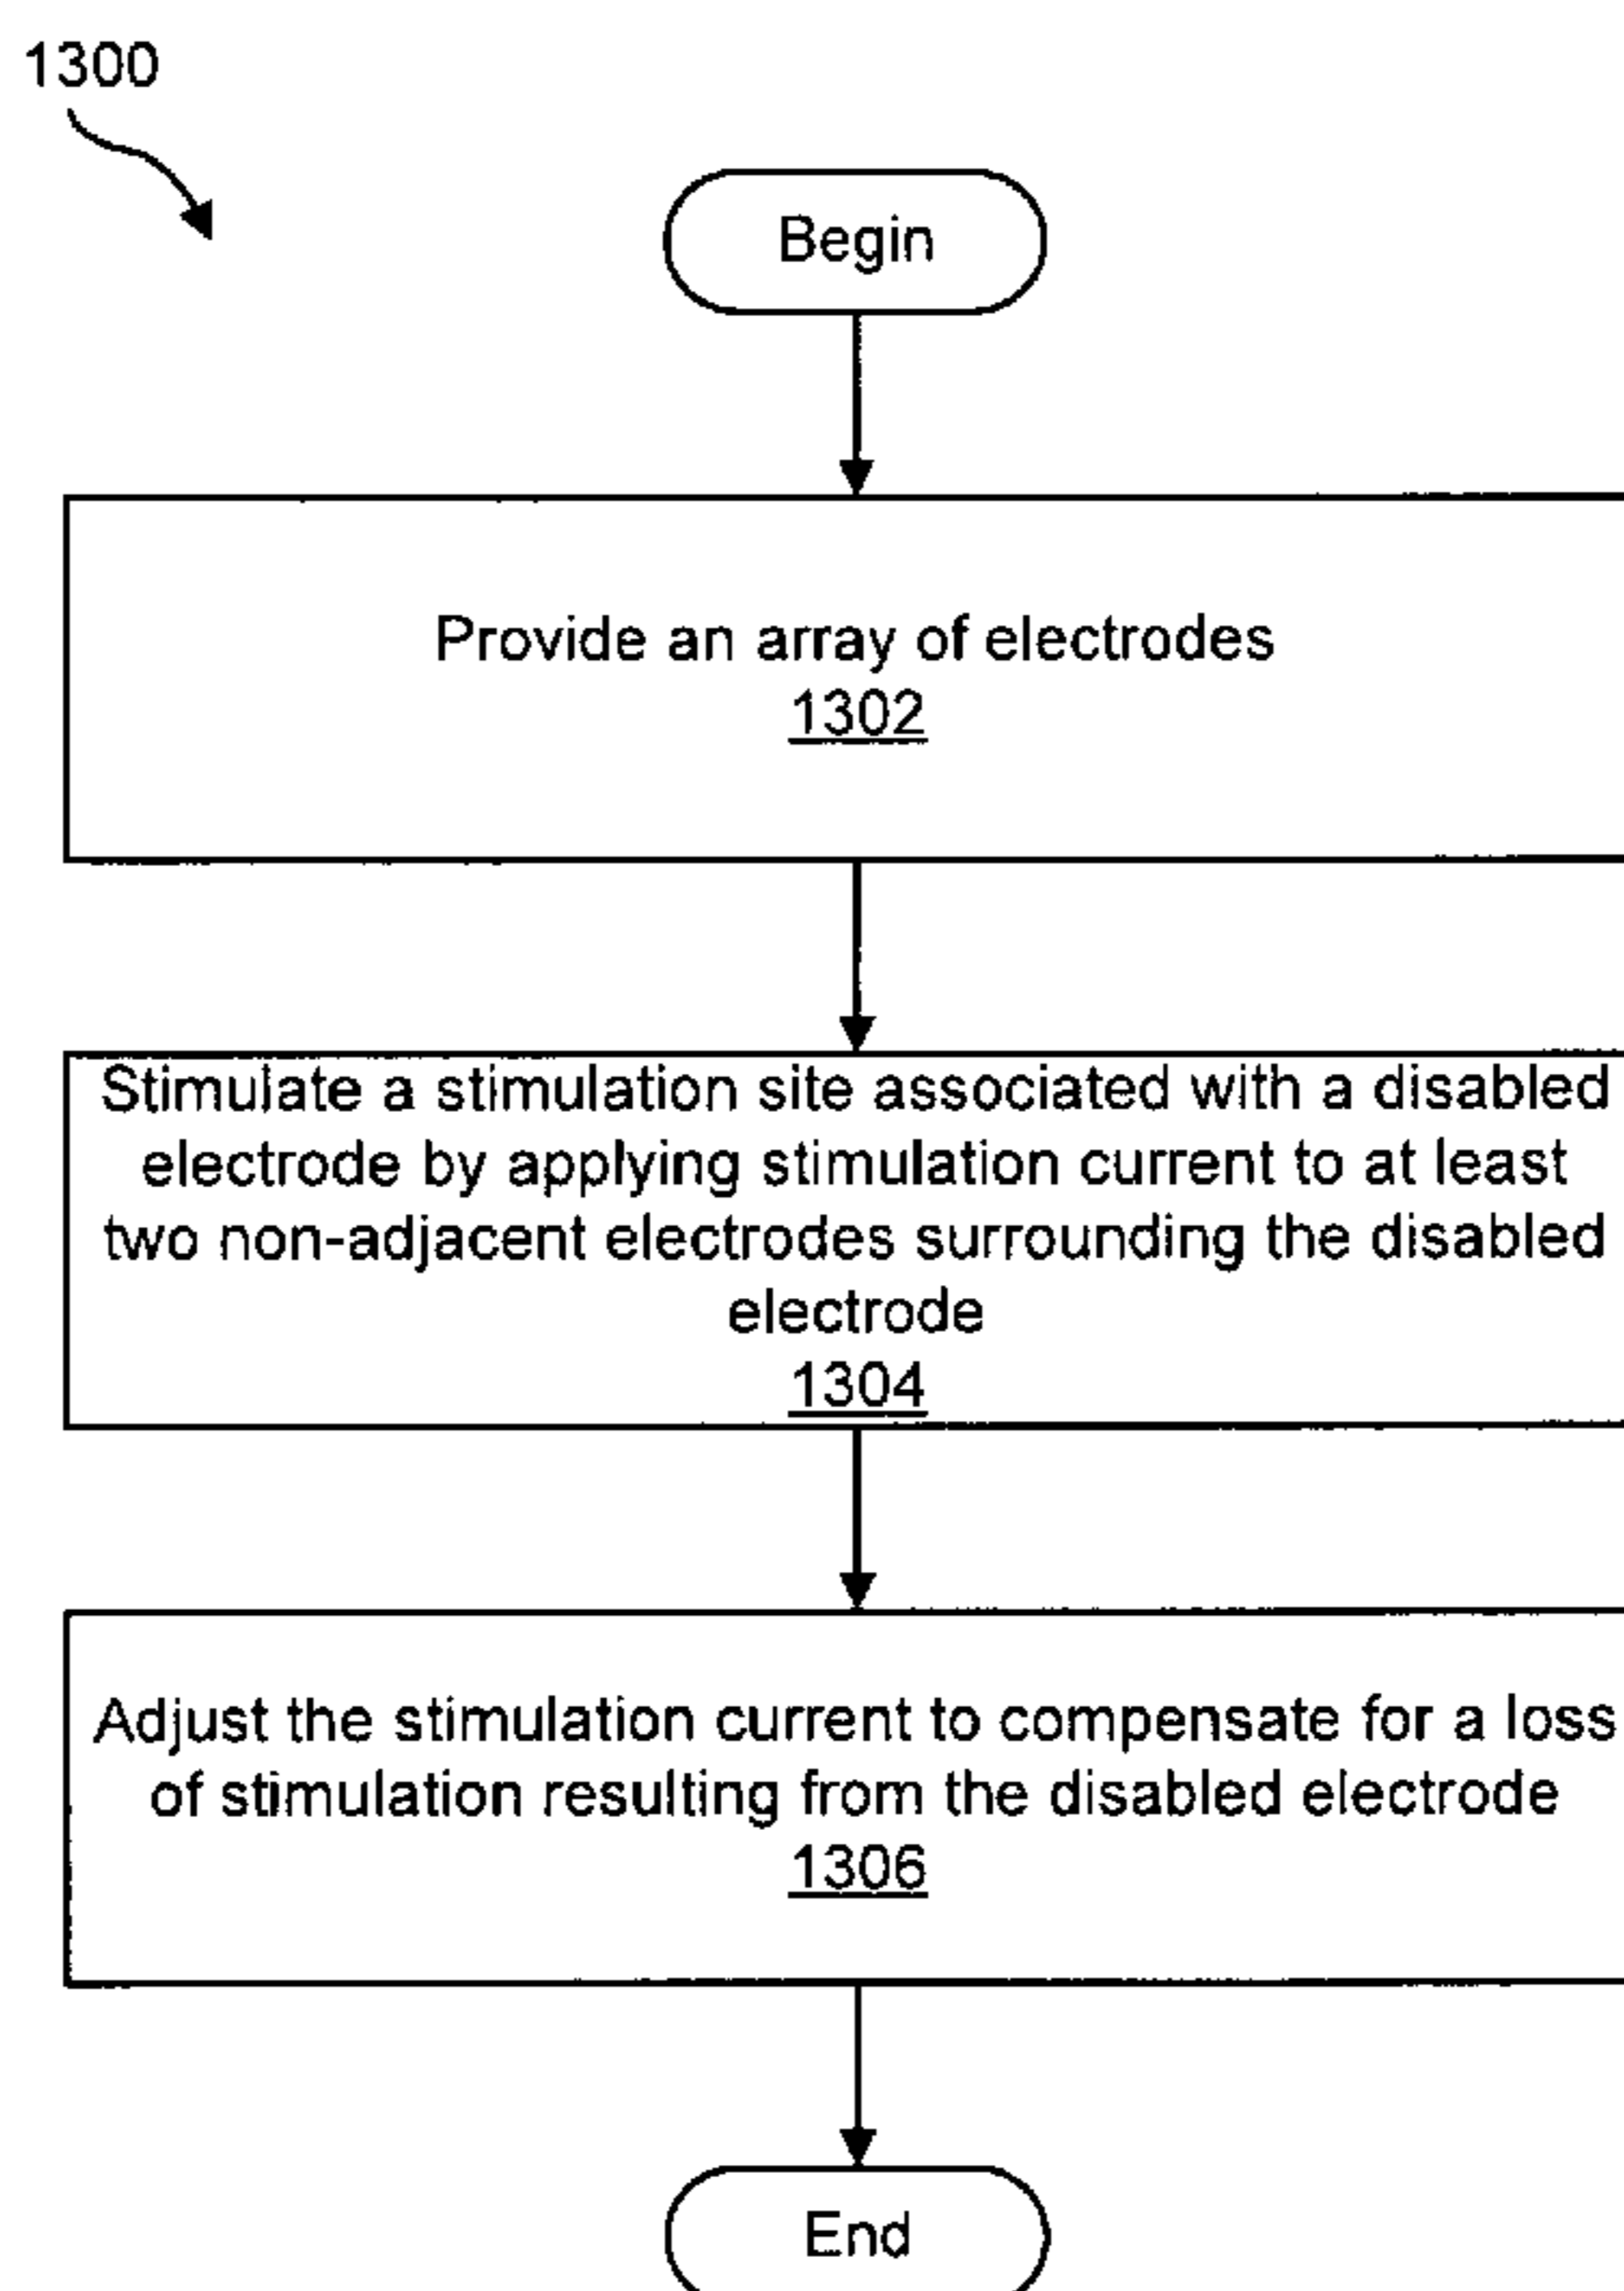 1300
Begin
Provide an array of electrodes
1302
Stimulate a stimulation site associated with a disabled
electrode by applying stimulation current to at least
two non-adjacent electrodes surrounding the disabled
electrode
1304
Adjust the stimulation current to compensate for a loss
of stimulation resulting from the disabled electrode
1306
End